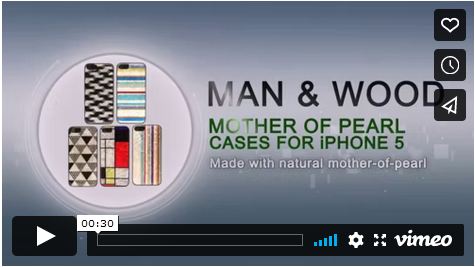 MAN & WOOD
MOTHER OF PEARL
CASES FOR iPHONE 5
Made with natural mother-of-pearl
00:30
vimeo